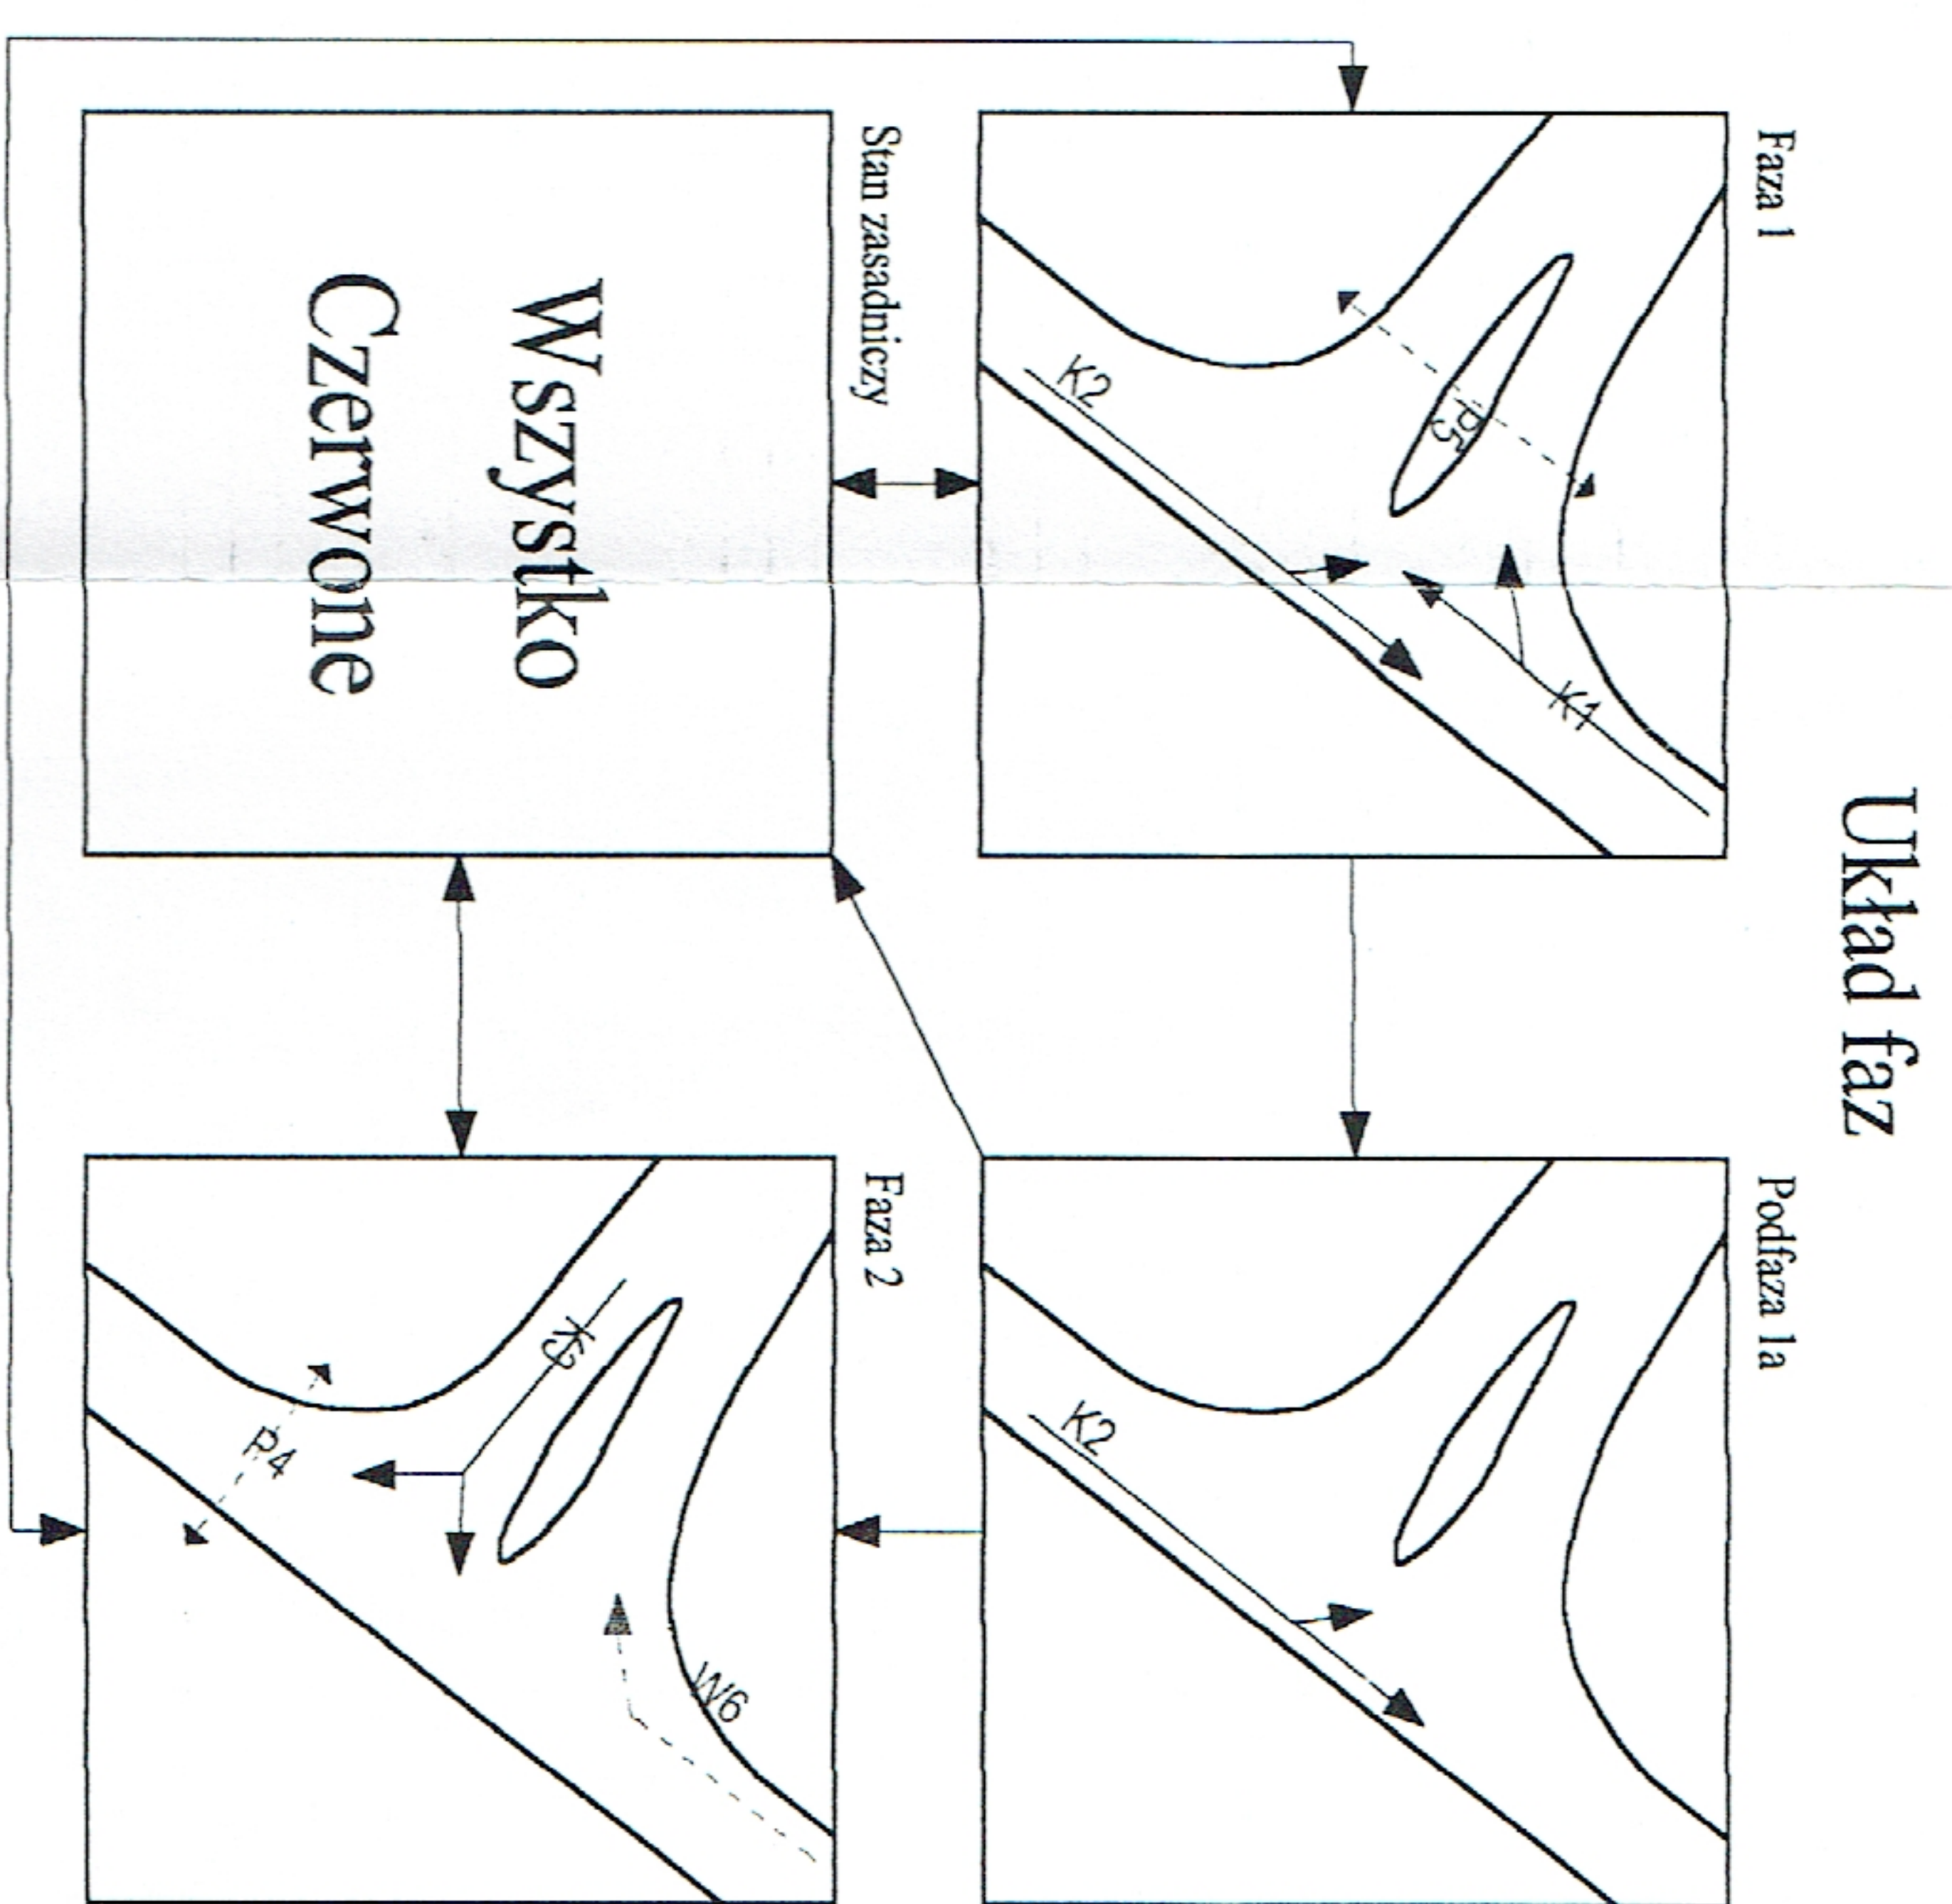 Układ faz
Faza 1
K1
P5
K2
Podfaza 1a
K2
Stan zasadniczy
Wszystko
Czerwone
Faza 2
W6
K3
P4